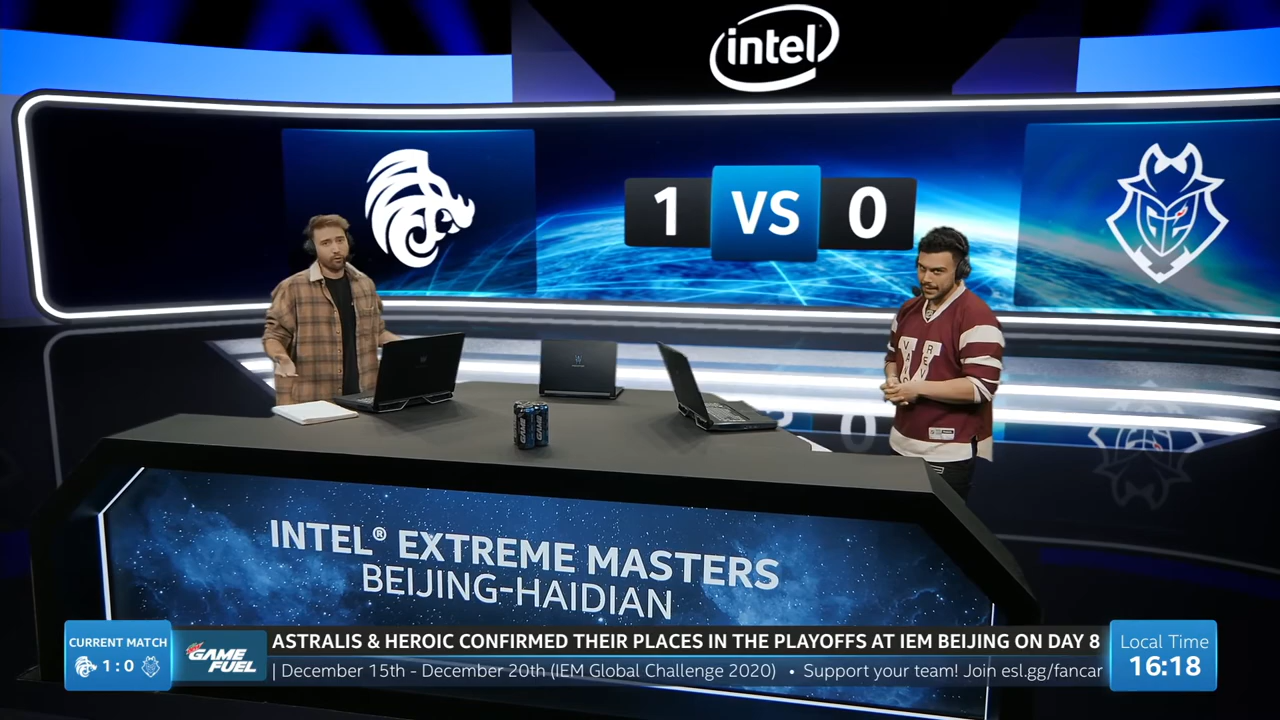 intel
1 VS 0
G2
INTEL® EXTREME MASTERS
BEIJING-HAIDIAN
CURRENT MATCH
1 : 0
GAME FUEL
ASTRALIS & HEROIC CONFIRMED THEIR PLACES IN THE PLAYOFFS AT IEM BEIJING ON DAY 8
| December 15th - December 20th (IEM Global Challenge 2020) • Support your team! Join esl.gg/fancar
Local Time
16:18